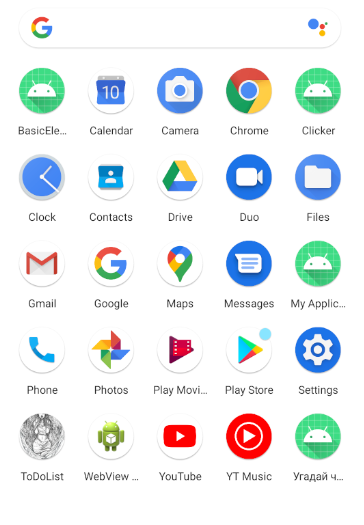 BasicEle... Calendar Camera Chrome Clicker
10
Clock Contacts Drive Duo Files
Gmail Google Maps Messages My Applic...
Phone Photos Play Movi... Play Store Settings
ToDoList WebView ... YouTube YT Music Угадай ч...